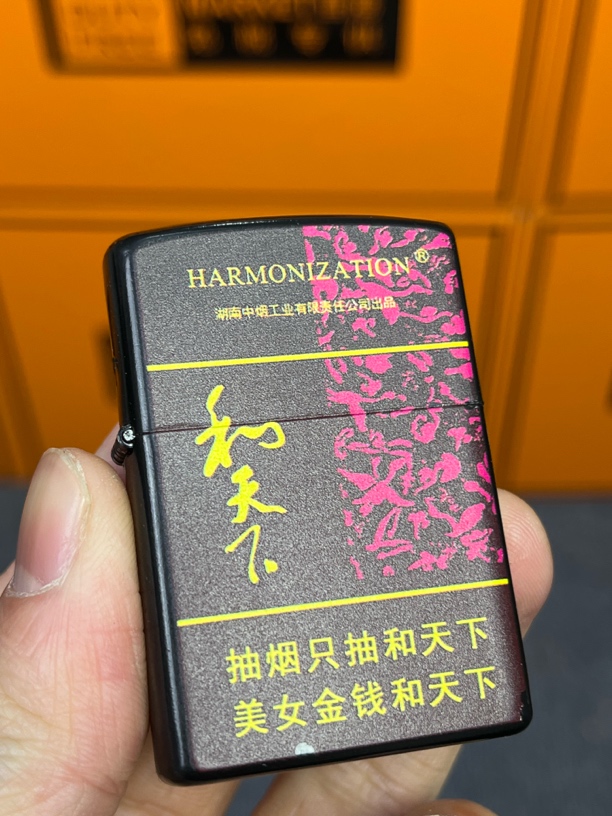 HARMONIZATION®
湖南中烟工业有限责任公司出品
和天下
抽烟只抽和天下
美女金钱和天下